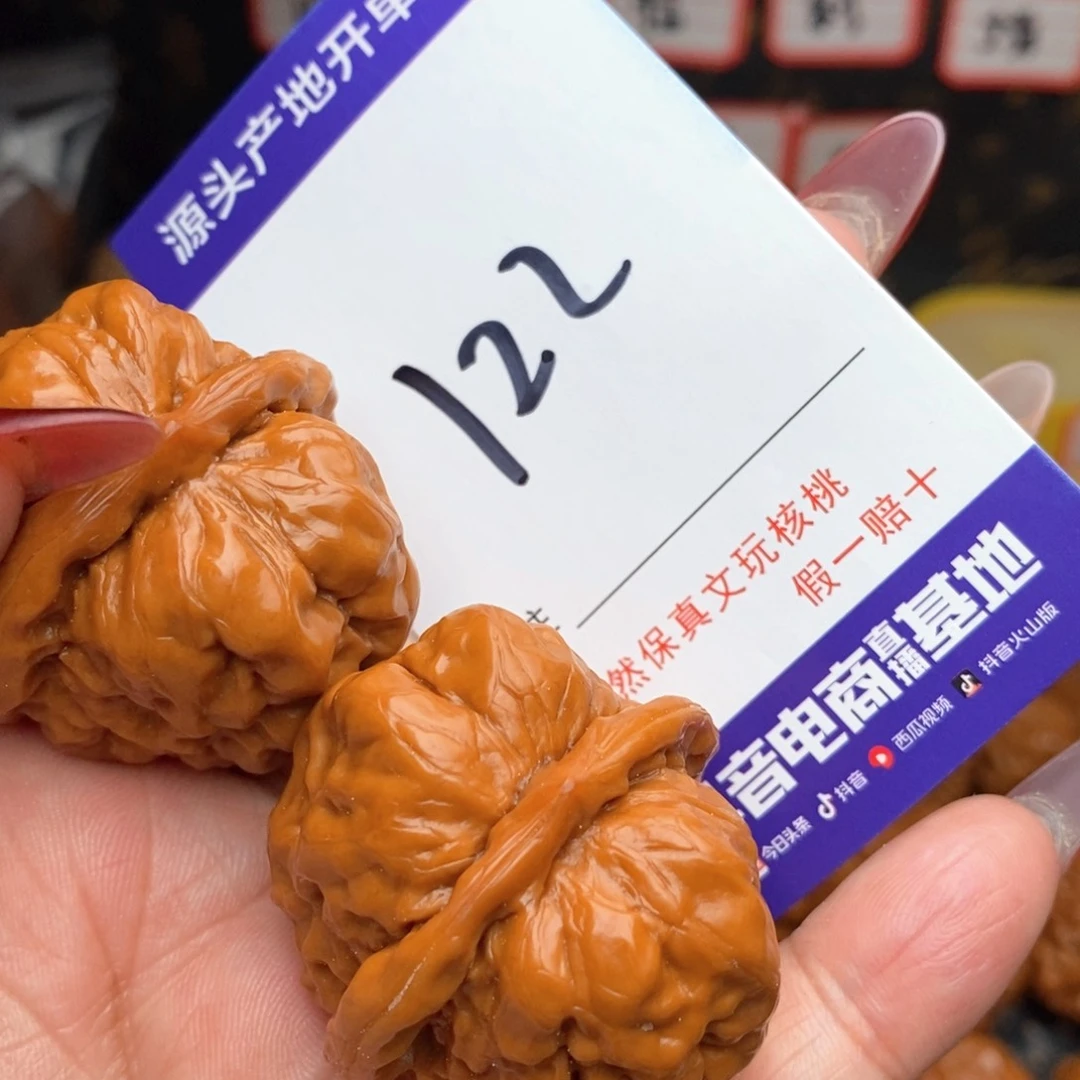 源头产地开单
122
然保真文玩核桃
假一赔十
音电商直播基地
今日头条 抖音 西瓜视频 抖音火山版